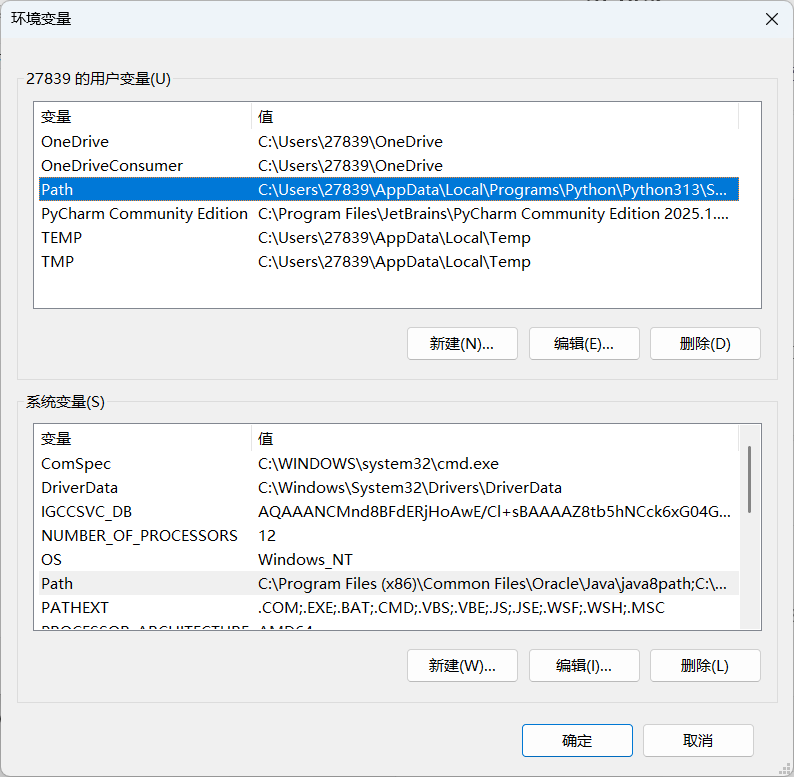 环境变量
27839 的用户变量(U)
变量 值
OneDrive C:\Users\27839\OneDrive
OneDriveConsumer C:\Users\27839\OneDrive
Path C:\Users\27839\AppData\Local\Programs\Python\Python313\S...
PyCharm Community Edition C:\Program Files\JetBrains\PyCharm Community Edition 2025.1....
TEMP C:\Users\27839\AppData\Local\Temp
TMP C:\Users\27839\AppData\Local\Temp
新建(N)... 编辑(E)... 删除(D)
系统变量(S)
变量 值
ComSpec C:\WINDOWS\system32\cmd.exe
DriverData C:\Windows\System32\Drivers\DriverData
IGCCSVC_DB AQAAANCMnd8BFdERjHoAwE/Cl+sBAAAAZ8tb5hNCck6xG04G...
NUMBER_OF_PROCESSORS 12
OS Windows_NT
Path C:\Program Files (x86)\Common Files\Oracle\Java\java8path;C:\...
PATHEXT .COM;.EXE;.BAT;.CMD;.VBS;.VBE;.JS;.JSE;.WSF;.WSH;.MSC
PROCESSOR_ARCHITECTURE AMD64
新建(W)... 编辑(I)... 删除(L)
确定 取消